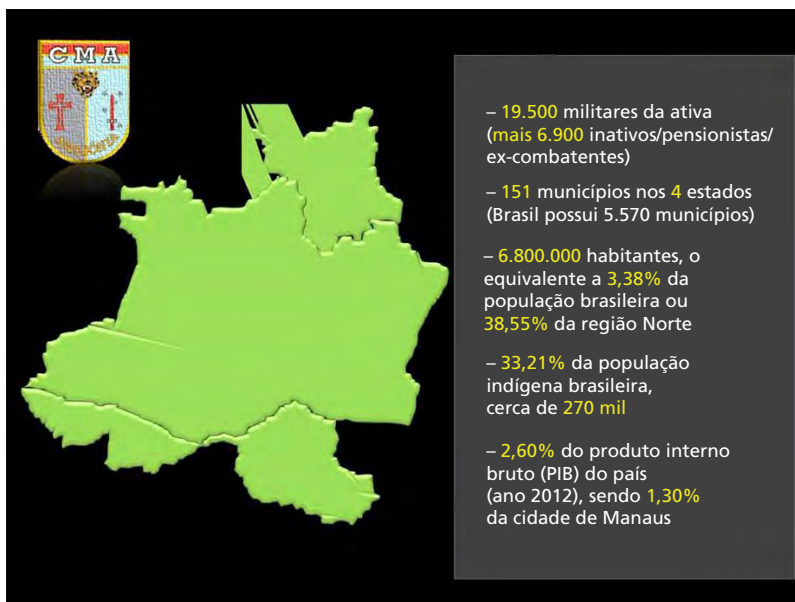 CMA
AMAZÔNIA
– 19.500 militares da ativa
(mais 6.900 inativos/pensionistas/
ex-combatentes)
– 151 municípios nos 4 estados
(Brasil possui 5.570 municípios)
– 6.800.000 habitantes, o
equivalente a 3,38% da
população brasileira ou
38,55% da região Norte
– 33,21% da população
indígena brasileira,
cerca de 270 mil
– 2,60% do produto interno
bruto (PIB) do país
(ano 2012), sendo 1,30%
da cidade de Manaus